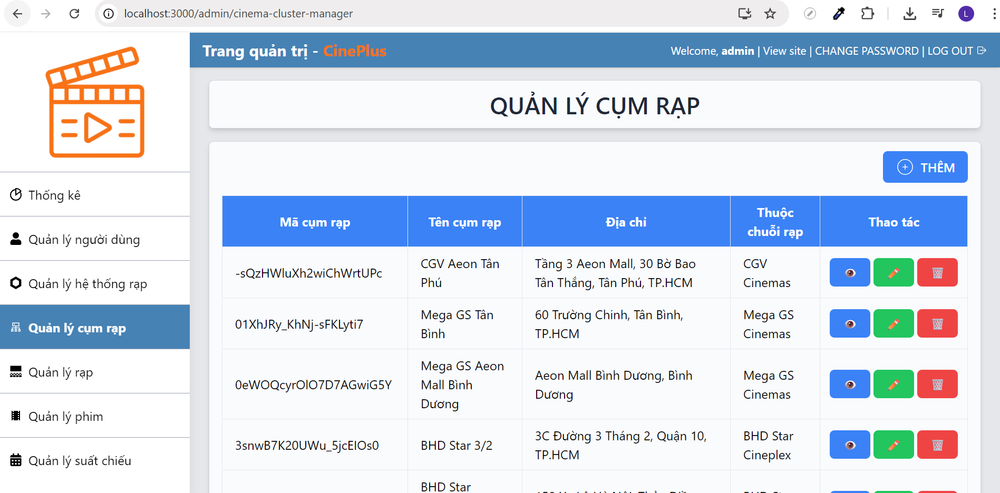 localhost:3000/admin/cinema-cluster-manager
L
Trang quản trị - CinePlus
Welcome, admin | View site | CHANGE PASSWORD | LOG OUT
Thống kê
Quản lý người dùng
Quản lý hệ thống rạp
Quản lý cụm rạp
Quản lý rạp
Quản lý phim
Quản lý suất chiếu
QUẢN LÝ CỤM RẠP
THÊM
Mã cụm rạp
Tên cụm rạp
Địa chỉ
Thuộc
chuỗi rạp
Thao tác
-sQzHWluXh2wiChWrtUPc
CGV Aeon Tân
Phú
Tầng 3 Aeon Mall, 30 Bờ Bao
Tân Thắng, Tân Phú, TP.HCM
CGV
Cinemas
01XhJRy_KhNj-sFKLyti7
Mega GS Tân
Bình
60 Trường Chinh, Tân Bình,
TP.HCM
Mega GS
Cinemas
0eWOQcyrOlO7D7AGwiG5Y
Mega GS Aeon
Mall Bình
Dương
Aeon Mall Bình Dương, Bình
Dương
Mega GS
Cinemas
3snwB7K20UWu_5jcEIOs0
BHD Star 3/2
3C Đường 3 Tháng 2, Quận 10,
TP.HCM
BHD Star
Cineplex
BHD Star